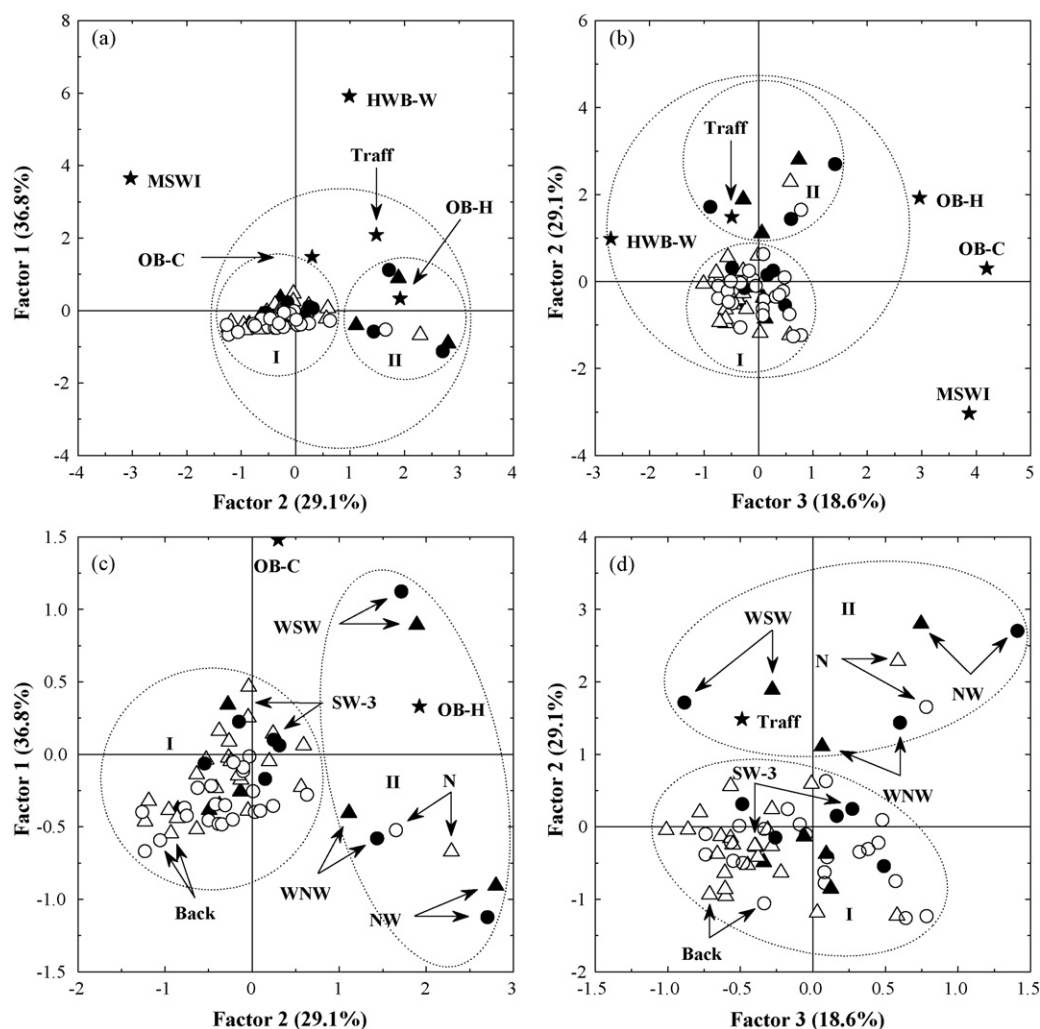 (a)
8
6
4
2
0
-2
-4
Factor 1 (36.8%)
HWB-W
MSWI
Traff
OB-H
OB-C
I
II
-4 -3 -2 -1 0 1 2 3 4
Factor 2 (29.1%)
(b)
6
4
2
0
-2
-4
Factor 2 (29.1%)
Traff
II
OB-H
HWB-W
OB-C
I
MSWI
-3 -2 -1 0 1 2 3 4 5
Factor 3 (18.6%)
(c)
1.5
1.0
0.5
0.0
-0.5
-1.0
-1.5
Factor 1 (36.8%)
OB-C
WSW
SW-3
OB-H
I
II
N
WNW
Back
NW
-2 -1 0 1 2 3
Factor 2 (29.1%)
(d)
4
3
2
1
0
-1
-2
Factor 2 (29.1%)
II
WSW
N
NW
Traff
SW-3
WNW
I
Back
-1.0 -0.5 0.0 0.5 1.0 1.5
Factor 3 (18.6%)